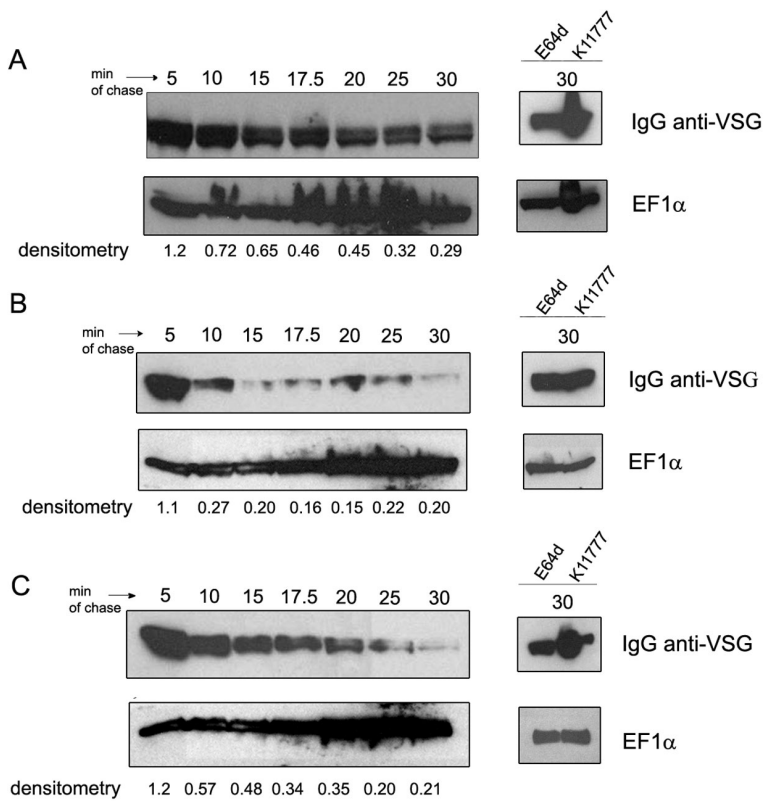 A
E64d K11777
min of chase → 5 10 15 17.5 20 25 30
30
IgG anti-VSG
EF1α
densitometry 1.2 0.72 0.65 0.46 0.45 0.32 0.29
B
E64d K11777
min of chase → 5 10 15 17.5 20 25 30
30
IgG anti-VSG
EF1α
densitometry 1.1 0.27 0.20 0.16 0.15 0.22 0.20
C
E64d K11777
min of chase → 5 10 15 17.5 20 25 30
30
IgG anti-VSG
EF1α
densitometry 1.2 0.57 0.48 0.34 0.35 0.20 0.21